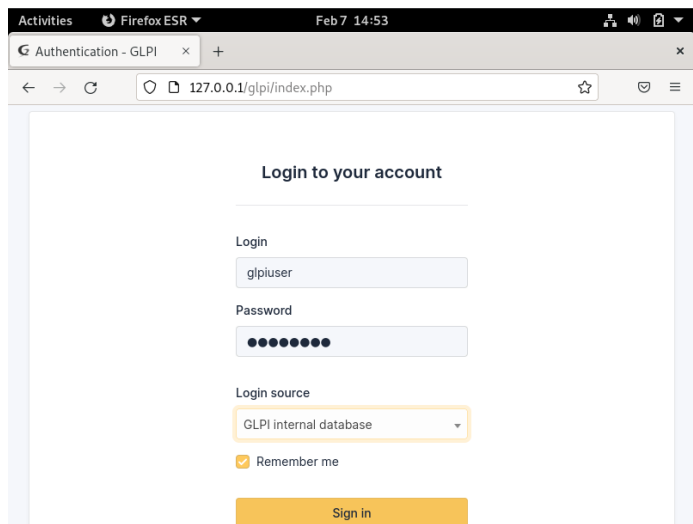 Activities Firefox ESR Feb 7 14:53
Authentication - GLPI
127.0.0.1/glpi/index.php
Login to your account
Login
glpiuser
Password
Login source
GLPI internal database
Remember me
Sign in